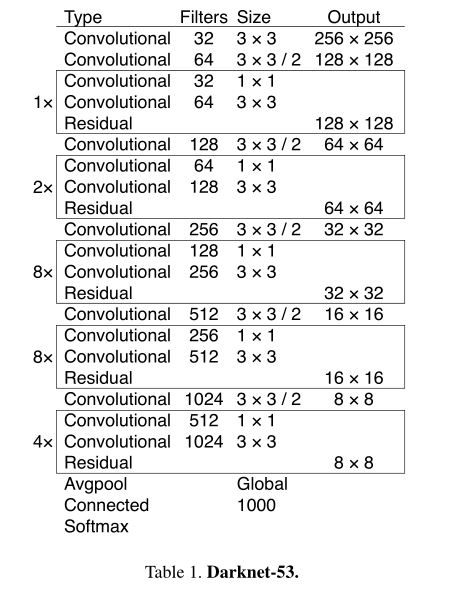 Type Filters Size Output
Convolutional 32 3 × 3 256 × 256
Convolutional 64 3 × 3 / 2 128 × 128
Convolutional 32 1 × 1
1× Convolutional 64 3 × 3
Residual 128 × 128
Convolutional 128 3 × 3 / 2 64 × 64
Convolutional 64 1 × 1
2× Convolutional 128 3 × 3
Residual 64 × 64
Convolutional 256 3 × 3 / 2 32 × 32
Convolutional 128 1 × 1
8× Convolutional 256 3 × 3
Residual 32 × 32
Convolutional 512 3 × 3 / 2 16 × 16
Convolutional 256 1 × 1
8× Convolutional 512 3 × 3
Residual 16 × 16
Convolutional 1024 3 × 3 / 2 8 × 8
Convolutional 512 1 × 1
4× Convolutional 1024 3 × 3
Residual 8 × 8
Avgpool Global
Connected 1000
Softmax
Table 1. Darknet-53.